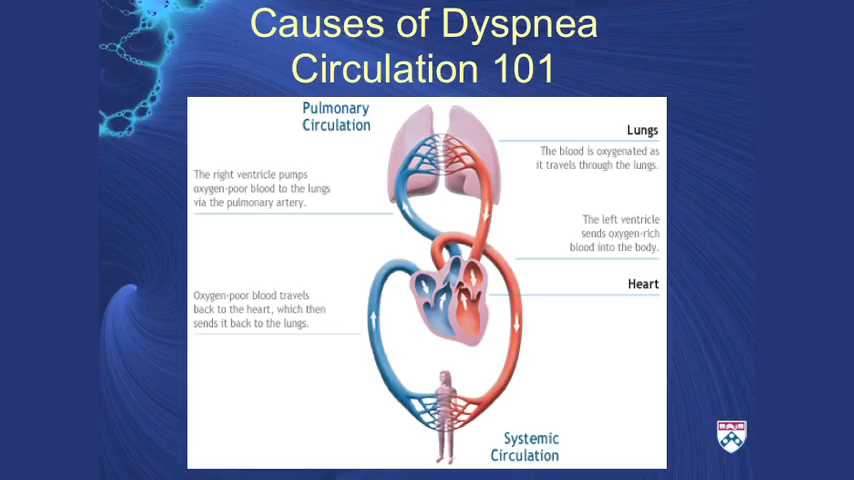 Causes of Dyspnea
Circulation 101
Pulmonary
Circulation
Lungs
The blood is oxygenated as
it travels through the lungs.
The right ventricle pumps
oxygen-poor blood to the lungs
via the pulmonary artery.
The left ventricle
sends oxygen-rich
blood into the body.
Heart
Oxygen-poor blood travels
back to the heart, which then
sends it back to the lungs.
Systemic
Circulation